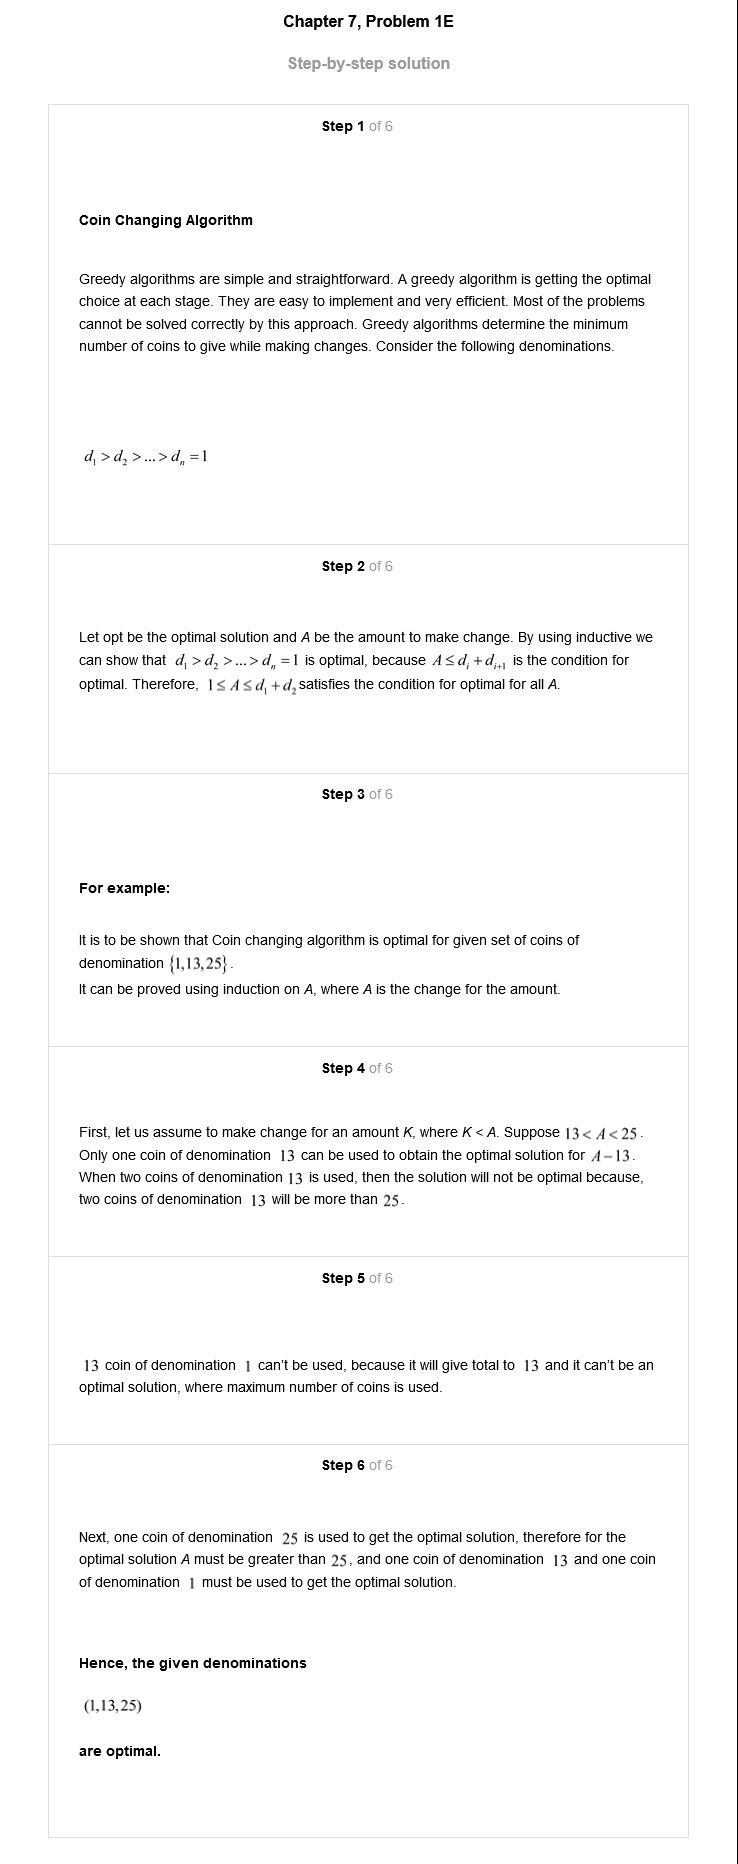 Chapter 7, Problem 1E
Step-by-step solution
Step 1 of 6
Coin Changing Algorithm
Greedy algorithms are simple and straightforward. A greedy algorithm is getting the optimal
choice at each stage. They are easy to implement and very efficient. Most of the problems
cannot be solved correctly by this approach. Greedy algorithms determine the minimum
number of coins to give while making changes. Consider the following denominations.
d₁ > d₂ > ... > dₙ = 1
Step 2 of 6
Let opt be the optimal solution and A be the amount to make change. By using inductive we
can show that d₁ > d₂ > ... > dₙ = 1 is optimal, because A ≤ dᵢ + dᵢ₊₁ is the condition for
optimal. Therefore, 1 ≤ A ≤ d₁ + d₂ satisfies the condition for optimal for all A.
Step 3 of 6
For example:
It is to be shown that Coin changing algorithm is optimal for given set of coins of
denomination {1,13,25}.
It can be proved using induction on A, where A is the change for the amount.
Step 4 of 6
First, let us assume to make change for an amount K, where K < A. Suppose 13 < A < 25.
Only one coin of denomination 13 can be used to obtain the optimal solution for A−13.
When two coins of denomination 13 is used, then the solution will not be optimal because,
two coins of denomination 13 will be more than 25.
Step 5 of 6
13 coin of denomination 1 can't be used, because it will give total to 13 and it can't be an
optimal solution, where maximum number of coins is used.
Step 6 of 6
Next, one coin of denomination 25 is used to get the optimal solution, therefore for the
optimal solution A must be greater than 25, and one coin of denomination 13 and one coin
of denomination 1 must be used to get the optimal solution.
Hence, the given denominations
(1,13,25)
are optimal.